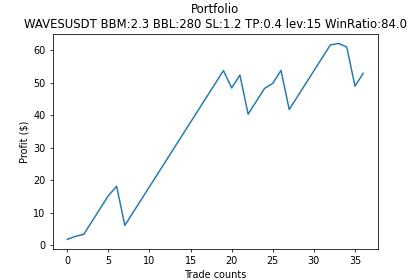 Portfolio
WAVESUSDT BBM:2.3 BBL:280 SL:1.2 TP:0.4 lev:15 WinRatio:84.0
60
50
40
30
20
10
0
Profit ($)
0 5 10 15 20 25 30 35
Trade counts